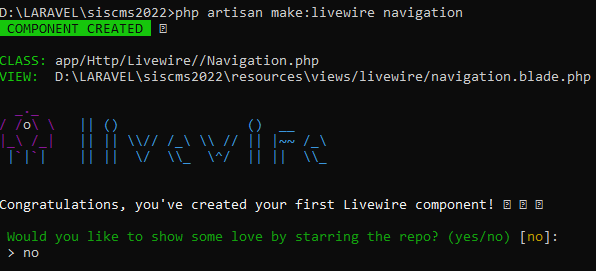 D:\LARAVEL\siscms2022>php artisan make:livewire navigation
COMPONENT CREATED
CLASS: app/Http/Livewire//Navigation.php
VIEW:  D:\LARAVEL\siscms2022\resources\views/livewire/navigation.blade.php
  _._
/ /o\ \   || ()                ()  __
|_\ /_|   || || \\// /_\ \\ // || |~~ /_\
 |`|`|    || ||  \/  \\_  \^/  || ||  \\_
Congratulations, you've created your first Livewire component!
Would you like to show some love by starring the repo? (yes/no) [no]:
> no